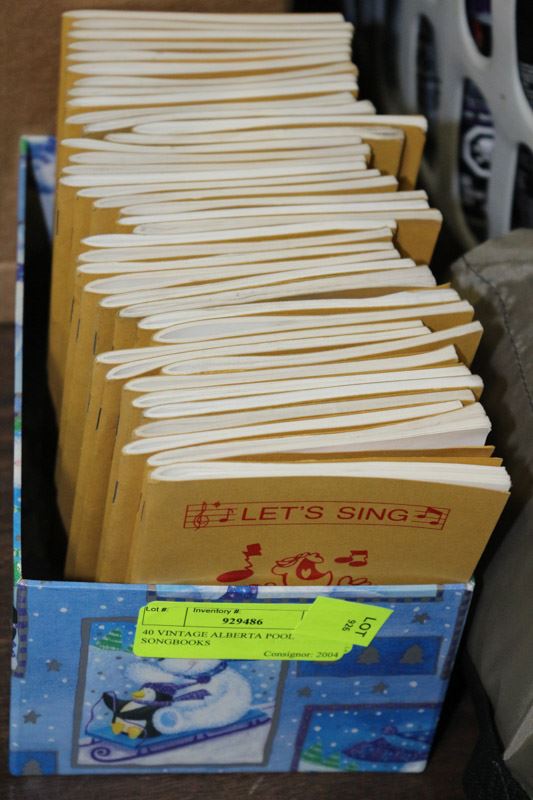 LET'S SING
Lot #: Inventory #:
929486
LOT
926
40 VINTAGE ALBERTA POOL
SONGBOOKS
Consignor: 2004